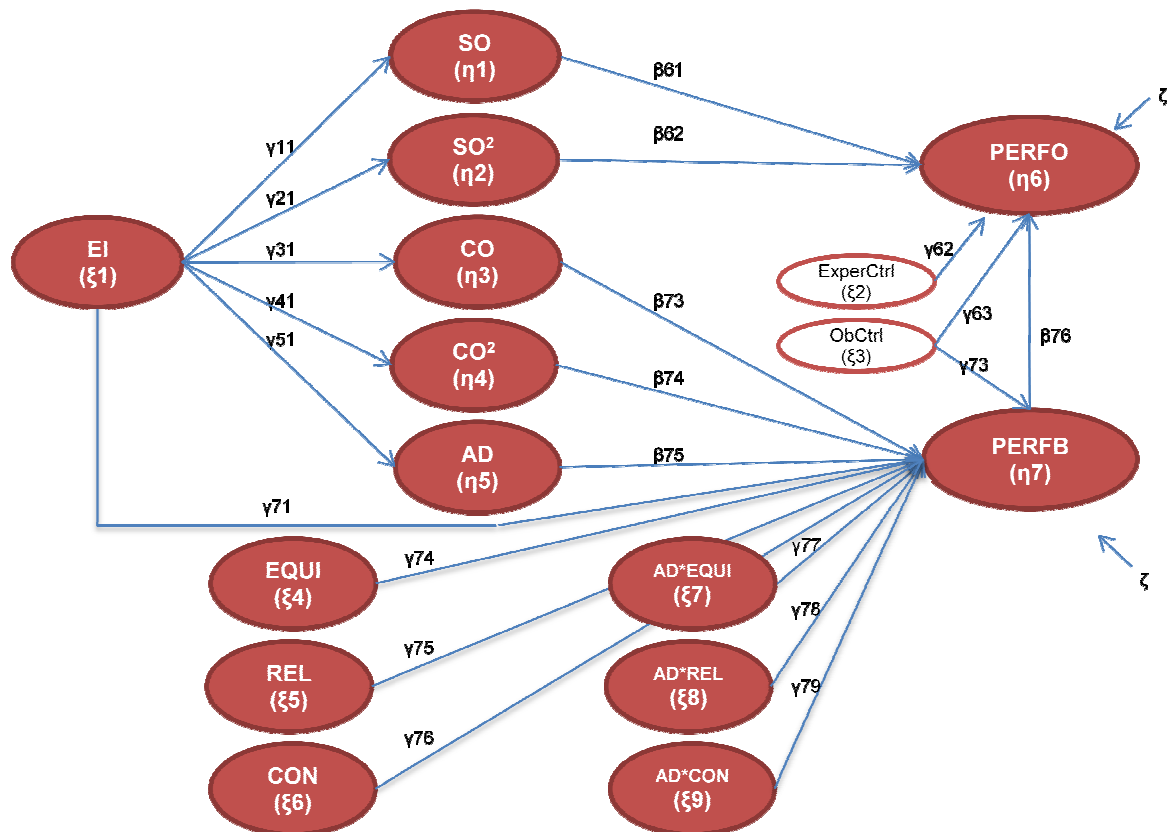 SO
(η1)
β61
ζ
γ11
SO²
(η2)
β62
PERFO
(η6)
γ21
EI
(ξ1)
γ31
CO
(η3)
γ62
ExperCtrl
(ξ2)
γ41
β73
γ63
γ51
CO²
(η4)
ObCtrl
(ξ3)
β76
γ73
β74
AD
(η5)
β75
PERFB
(η7)
γ71
EQUI
(ξ4)
γ74
AD*EQUI
(ξ7)
γ77
ζ
γ78
REL
(ξ5)
γ75
AD*REL
(ξ8)
γ79
γ76
CON
(ξ6)
AD*CON
(ξ9)